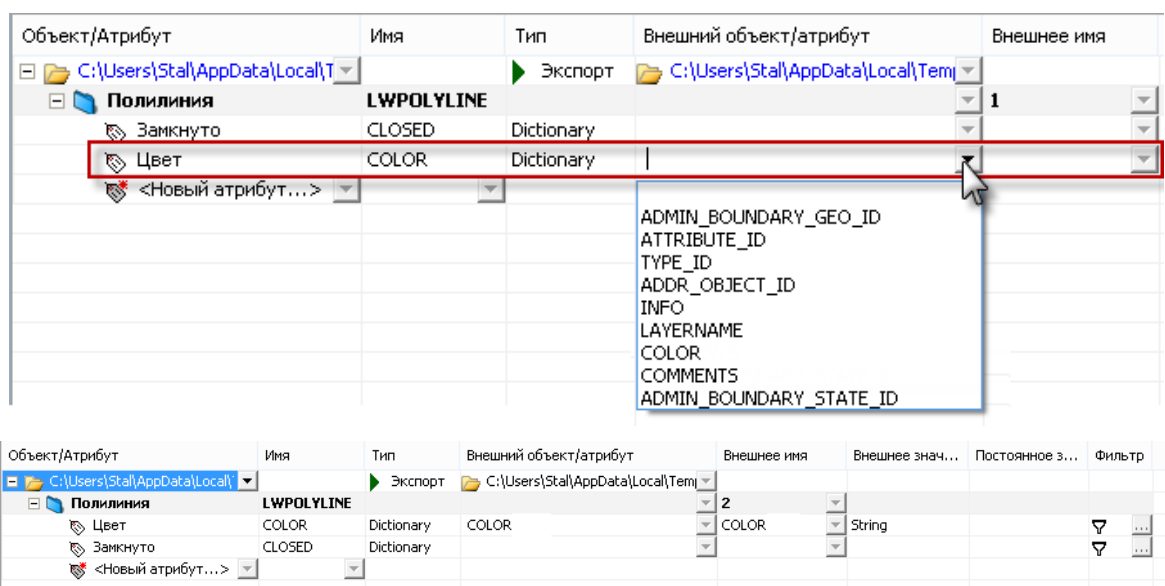 Объект/Атрибут Имя Тип Внешний объект/атрибут Внешнее имя
C:\Users\Stal\AppData\Local\T Экспорт C:\Users\Stal\AppData\Local\Temp
Полилиния LWPOLYLINE 1
Замкнуто CLOSED Dictionary
Цвет COLOR Dictionary
<Новый атрибут...>
ADMIN_BOUNDARY_GEO_ID
ATTRIBUTE_ID
TYPE_ID
ADDR_OBJECT_ID
INFO
LAYERNAME
COLOR
COMMENTS
ADMIN_BOUNDARY_STATE_ID
Объект/Атрибут Имя Тип Внешний объект/атрибут Внешнее имя Внешнее знач... Постоянное з... Фильтр
C:\Users\Stal\AppData\Local\ Экспорт C:\Users\Stal\AppData\Local\Temp
Полилиния LWPOLYLINE 2
Цвет COLOR Dictionary COLOR COLOR String ...
Замкнуто CLOSED Dictionary ...
<Новый атрибут...>